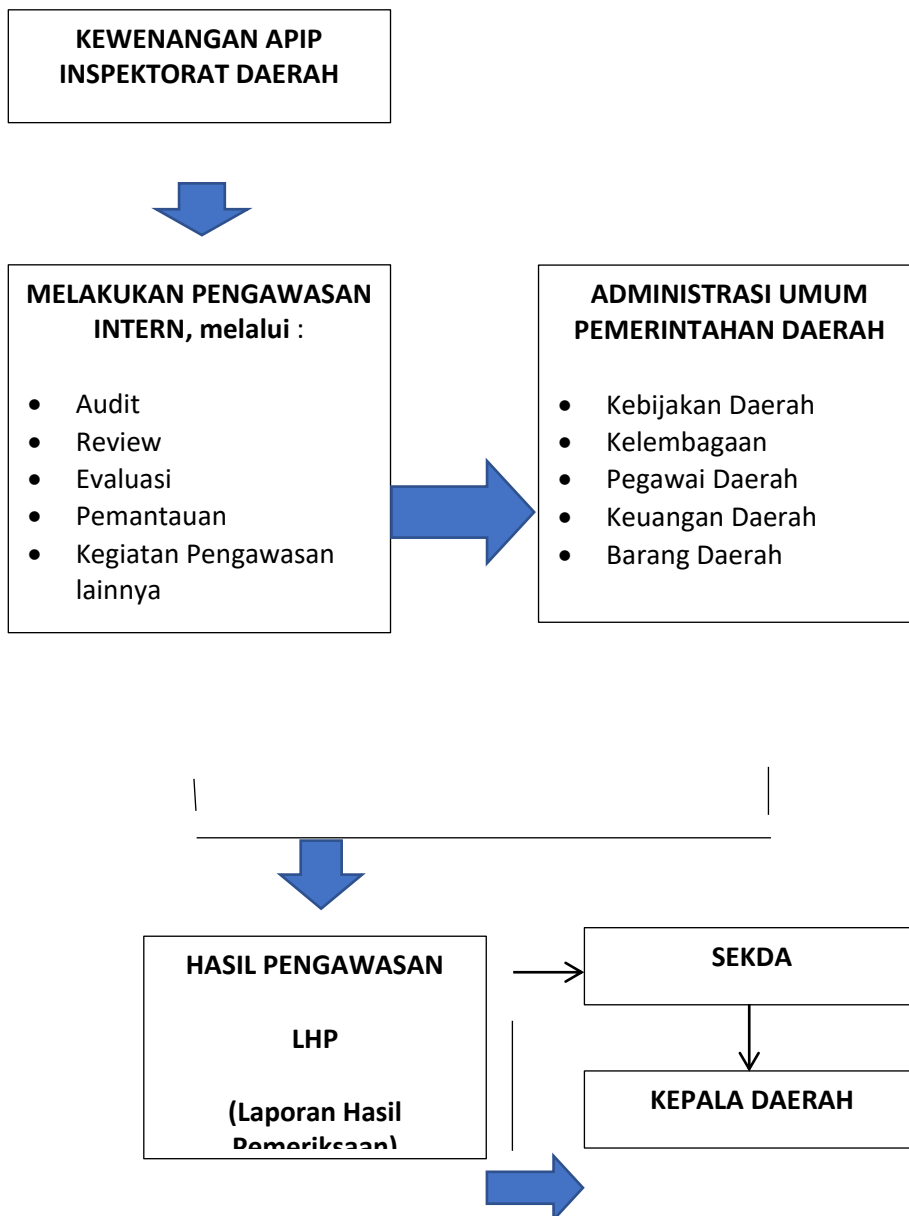 KEWENANGAN APIP
INSPEKTORAT DAERAH
MELAKUKAN PENGAWASAN
INTERN, melalui :
• Audit
• Review
• Evaluasi
• Pemantauan
• Kegiatan Pengawasan
lainnya
ADMINISTRASI UMUM
PEMERINTAHAN DAERAH
• Kebijakan Daerah
• Kelembagaan
• Pegawai Daerah
• Keuangan Daerah
• Barang Daerah
HASIL PENGAWASAN
LHP
(Laporan Hasil
Pemeriksaan)
SEKDA
KEPALA DAERAH